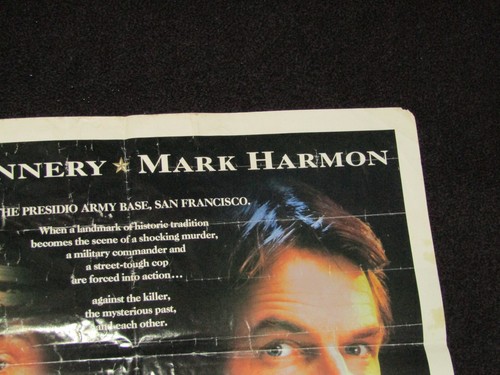 NNERY ★ MARK HARMON
THE PRESIDIO ARMY BASE, SAN FRANCISCO.
When a landmark of historic tradition
becomes the scene of a shocking murder,
a military commander and
a street-tough cop
are forced into action...
against the killer,
the mysterious past,
and each other.